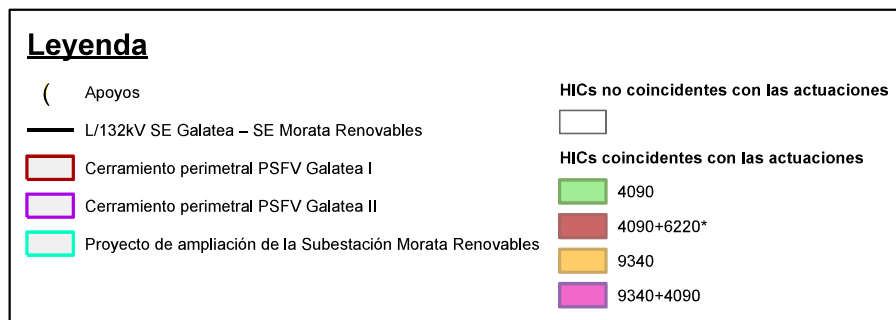 Leyenda
( Apoyos
L/132kV SE Galatea – SE Morata Renovables
Cerramiento perimetral PSFV Galatea I
Cerramiento perimetral PSFV Galatea II
Proyecto de ampliación de la Subestación Morata Renovables
HICs no coincidentes con las actuaciones
HICs coincidentes con las actuaciones
4090
4090+6220*
9340
9340+4090